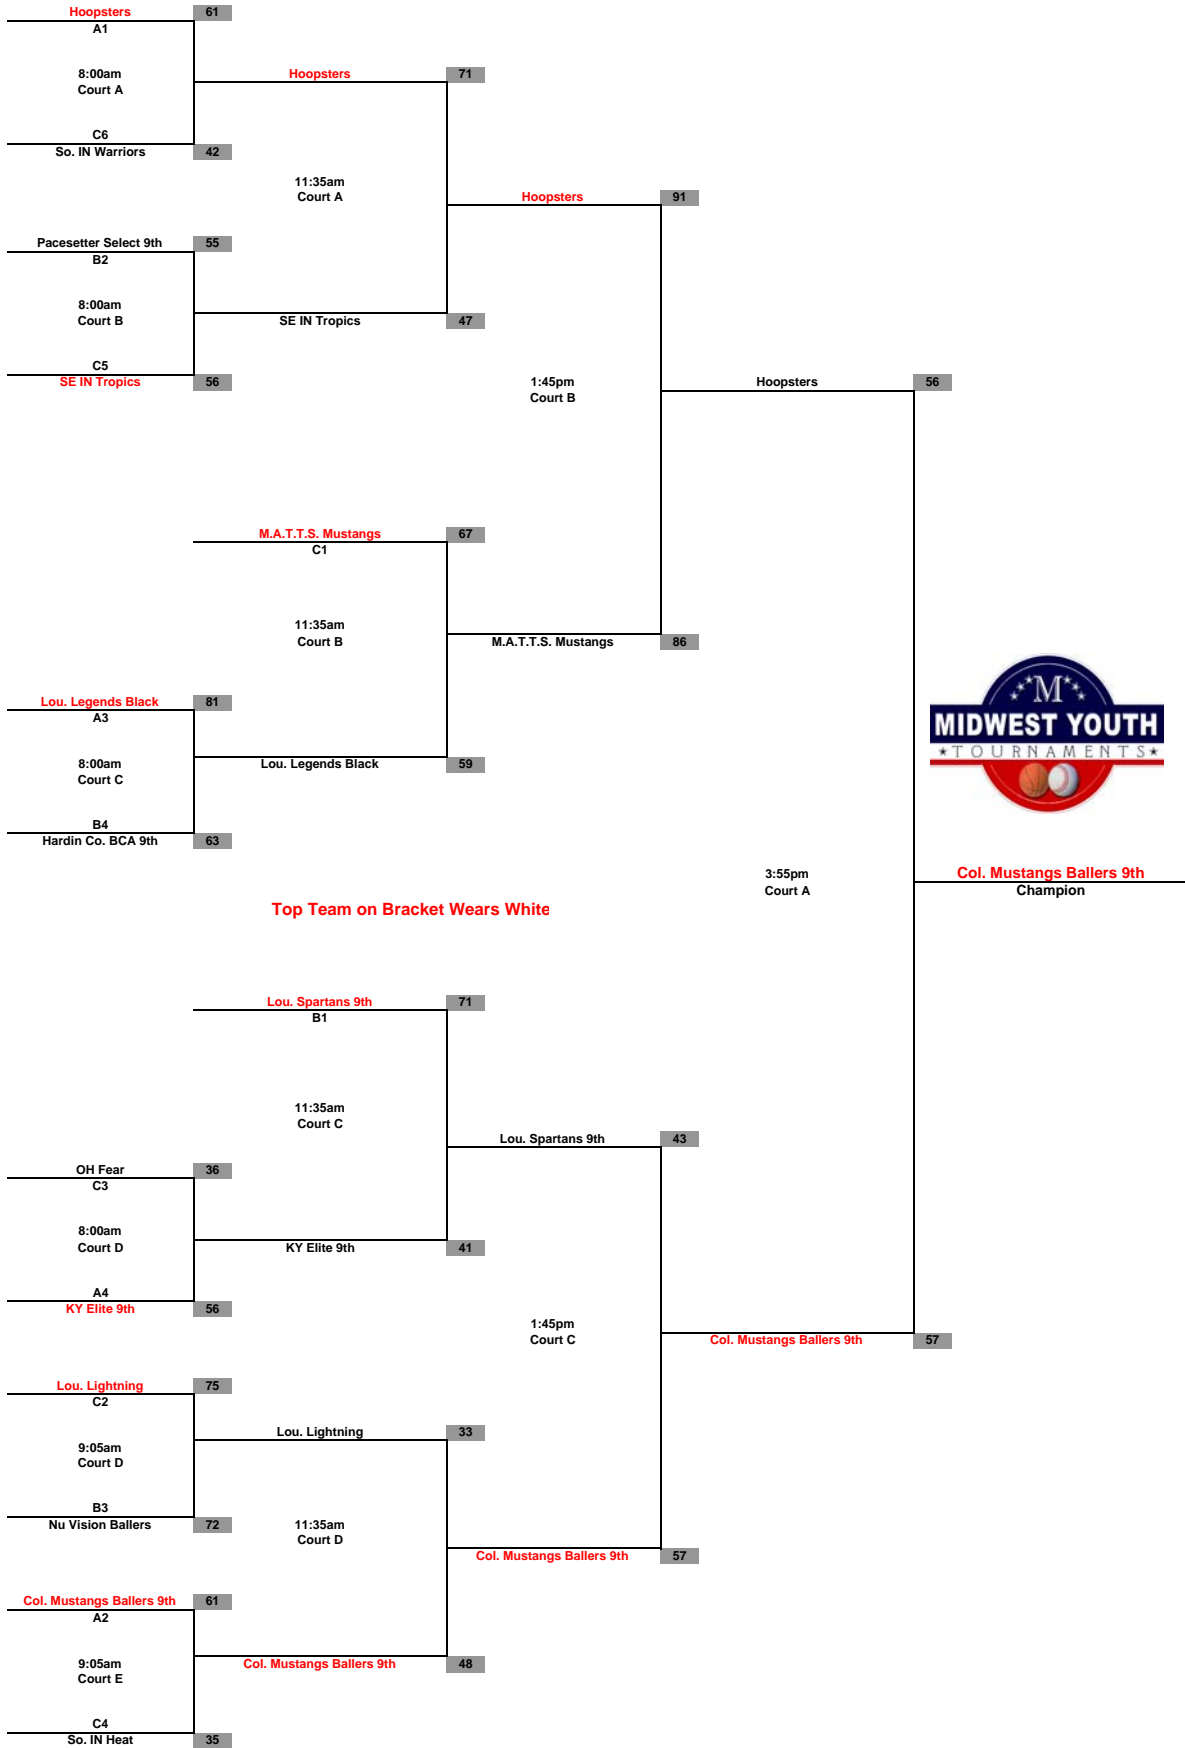 Hoopsters 61
A1
8:00am
Court A
Hoopsters 71
C6
So. IN Warriors 42
11:35am
Court A
Hoopsters 91
Pacesetter Select 9th 55
B2
8:00am
Court B
SE IN Tropics 47
C5
SE IN Tropics 56
1:45pm
Court B
Hoopsters 56
M.A.T.T.S. Mustangs 67
C1
11:35am
Court B
M.A.T.T.S. Mustangs 86
Lou. Legends Black 81
A3
8:00am
Court C
Lou. Legends Black 59
B4
Hardin Co. BCA 9th 63
M
MIDWEST YOUTH
TOURNAMENTS
3:55pm
Court A
Col. Mustangs Ballers 9th
Champion
Top Team on Bracket Wears White
Lou. Spartans 9th 71
B1
11:35am
Court C
Lou. Spartans 9th 43
OH Fear 36
C3
8:00am
Court D
KY Elite 9th 41
A4
KY Elite 9th 56
1:45pm
Court C
Col. Mustangs Ballers 9th 57
Lou. Lightning 75
C2
9:05am
Court D
Lou. Lightning 33
B3
Nu Vision Ballers 72
11:35am
Court D
Col. Mustangs Ballers 9th 57
Col. Mustangs Ballers 9th 61
A2
9:05am
Court E
Col. Mustangs Ballers 9th 48
C4
So. IN Heat 35